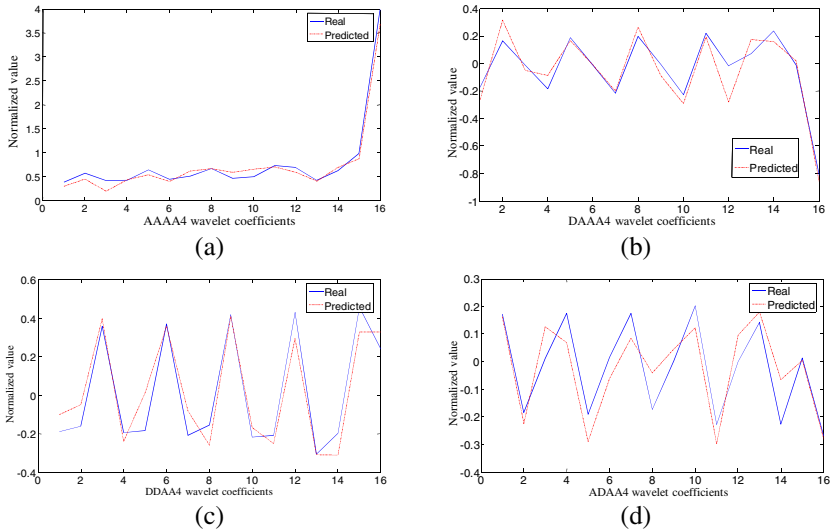 4
3.5
3
2.5
2
1.5
1
0.5
0
0 2 4 6 8 10 12 14 16
Normalized value
AAAA4 wavelet coefficients
Real
Predicted
(a)
0.4
0.2
0
-0.2
-0.4
-0.6
-0.8
-1
2 4 6 8 10 12 14 16
Normalized value
DAAA4 wavelet coefficients
Real
Predicted
(b)
0.6
0.4
0.2
0
-0.2
-0.4
0 2 4 6 8 10 12 14 16
Normalized value
DDAA4 wavelet coefficients
Real
Predicted
(c)
0.3
0.2
0.1
0
-0.1
-0.2
-0.3
-0.4
0 2 4 6 8 10 12 14 16
Normalized value
ADAA4 wavelet coefficients
Real
Predicted
(d)